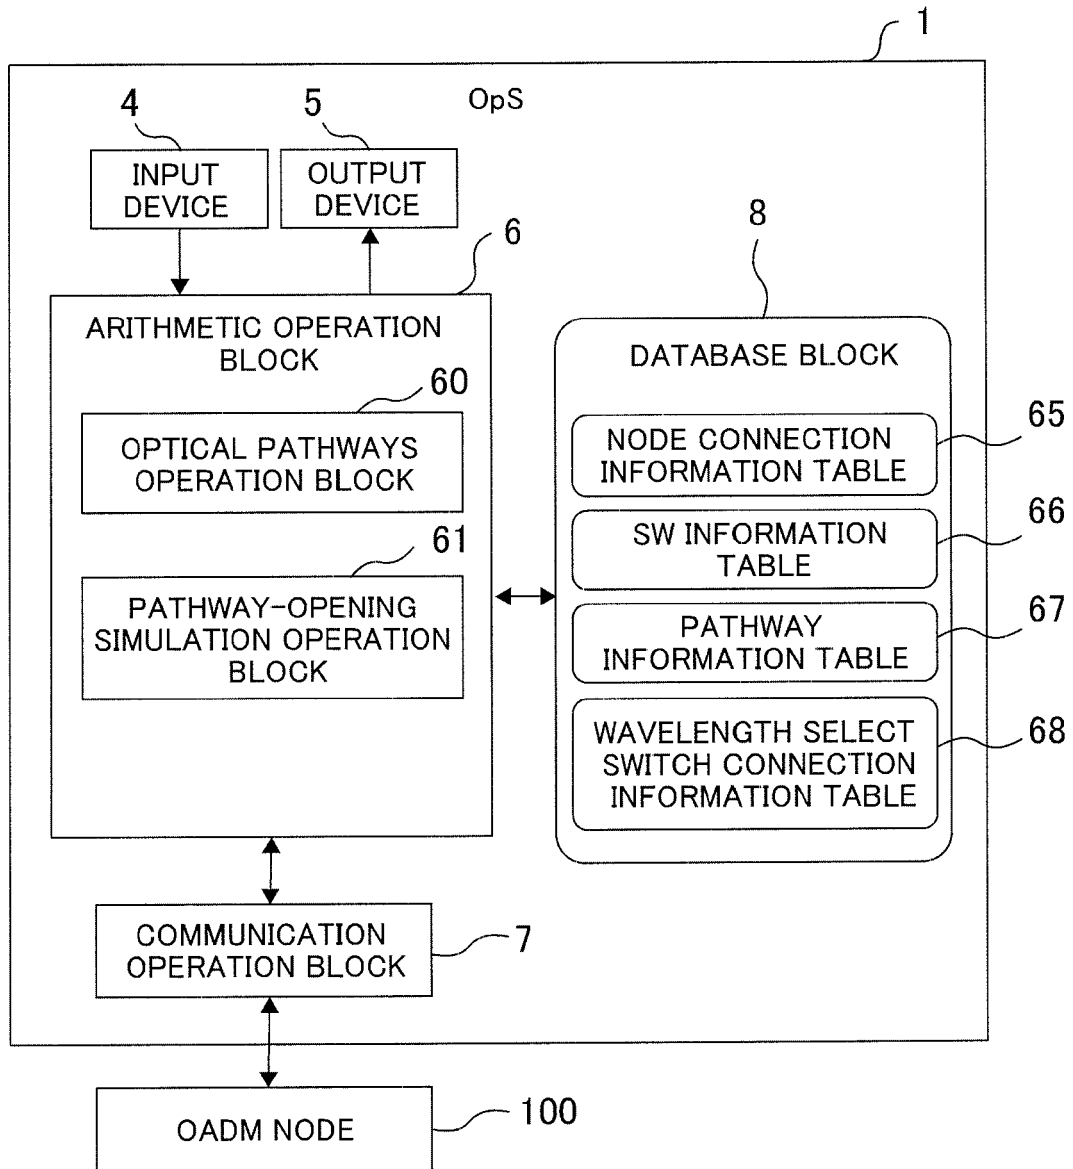 1
OpS
4
5
INPUT
DEVICE
OUTPUT
DEVICE
6
8
ARITHMETIC OPERATION
BLOCK
DATABASE BLOCK
60
OPTICAL PATHWAYS
OPERATION BLOCK
65
NODE CONNECTION
INFORMATION TABLE
66
SW INFORMATION
TABLE
61
PATHWAY-OPENING
SIMULATION OPERATION
BLOCK
67
PATHWAY
INFORMATION TABLE
68
WAVELENGTH SELECT
SWITCH CONNECTION
INFORMATION TABLE
COMMUNICATION
OPERATION BLOCK
7
OADM NODE
100